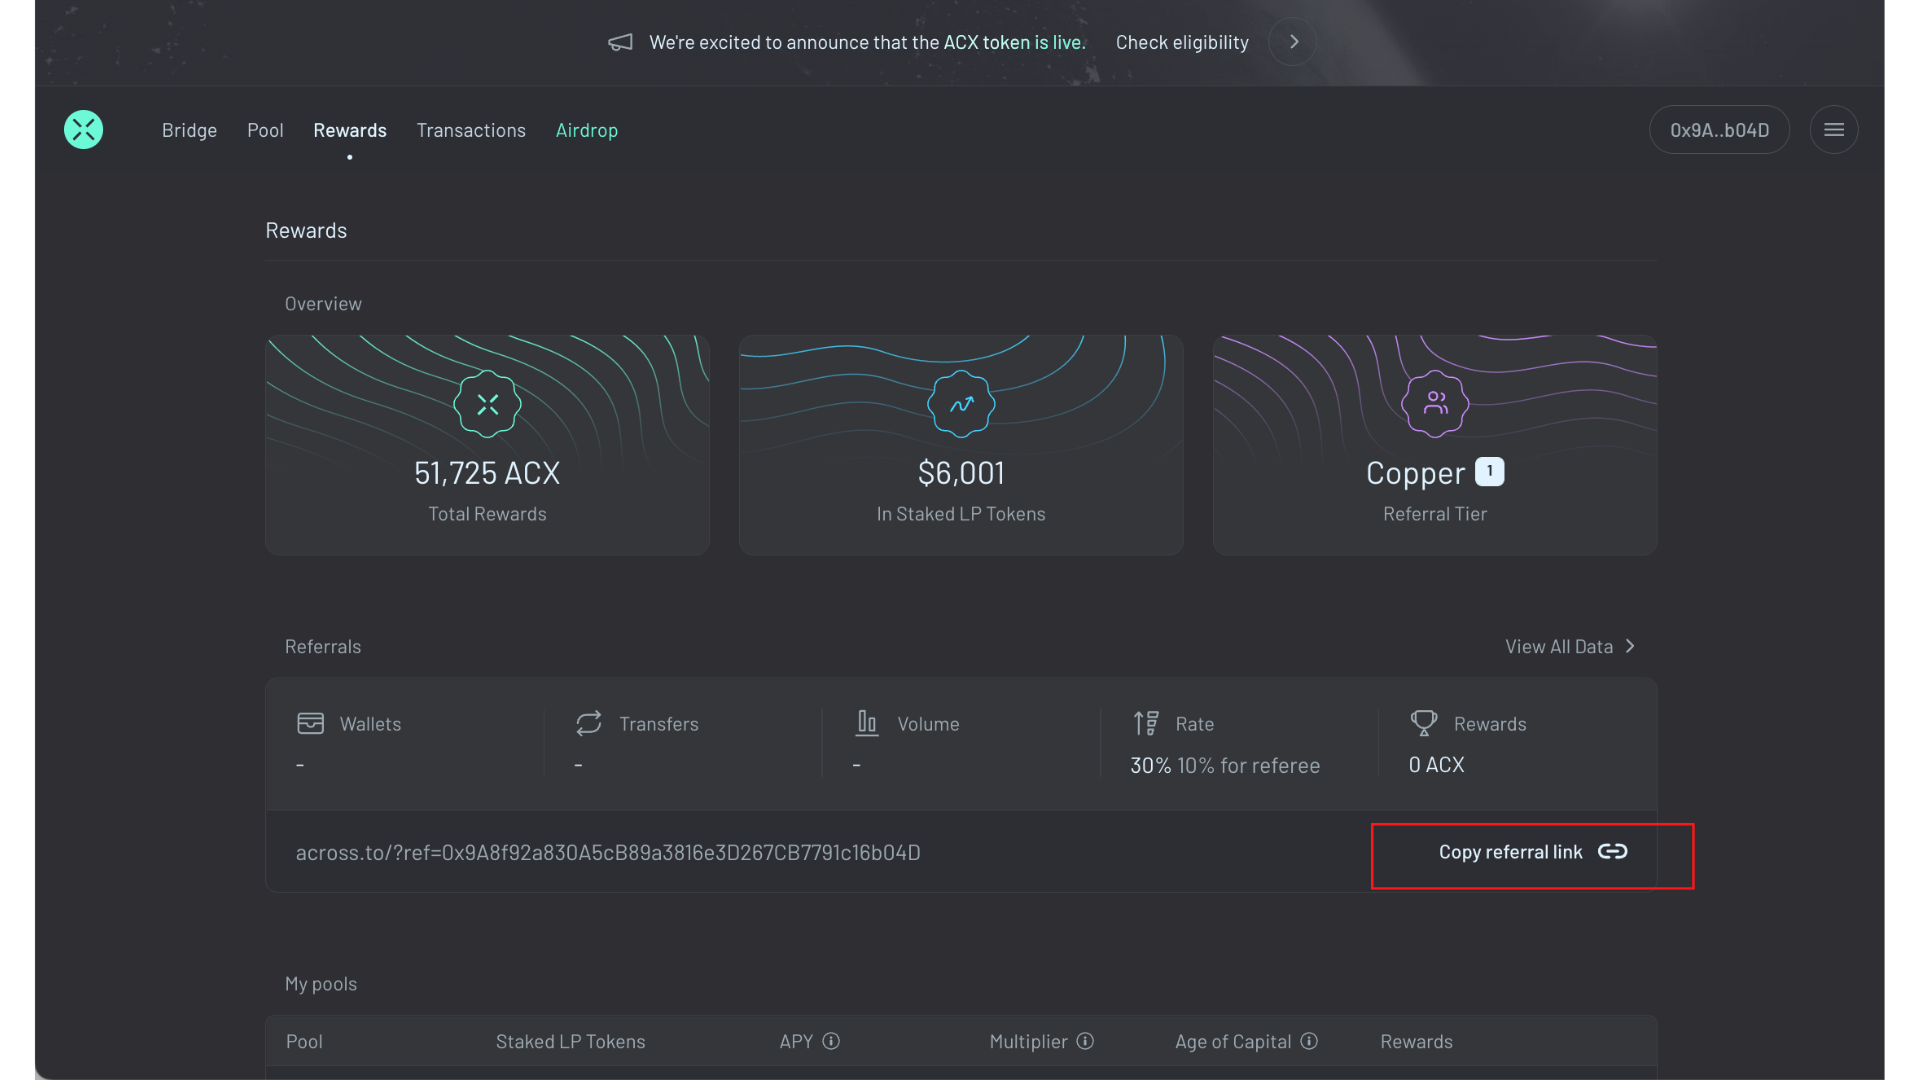 We're excited to announce that the ACX token is live. Check eligibility
Bridge Pool Rewards Transactions Airdrop 0x9A..b04D
Rewards
Overview
51,725 ACX
Total Rewards
$6,001
In Staked LP Tokens
Copper 1
Referral Tier
Referrals View All Data
Wallets Transfers Volume Rate Rewards
- - - 30% 10% for referee 0 ACX
across.to/?ref=0x9A8f92a830A5cB89a3816e3D267CB7791c16b04D Copy referral link
My pools
Pool Staked LP Tokens APY Multiplier Age of Capital Rewards